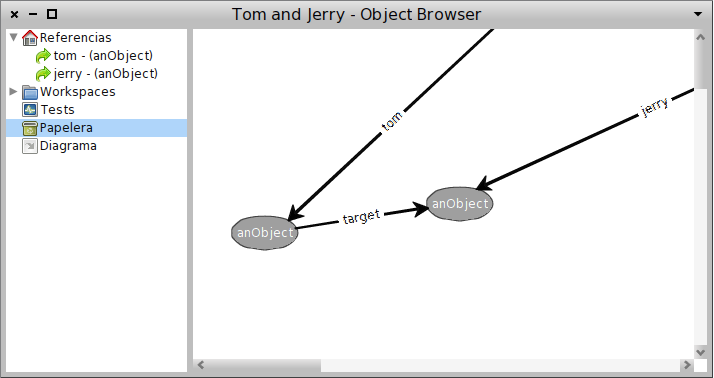 Tom and Jerry - Object Browser
Referencias
tom - (anObject)
jerry - (anObject)
Workspaces
Tests
Papelera
Diagrama
tom
jerry
anObject
target
anObject